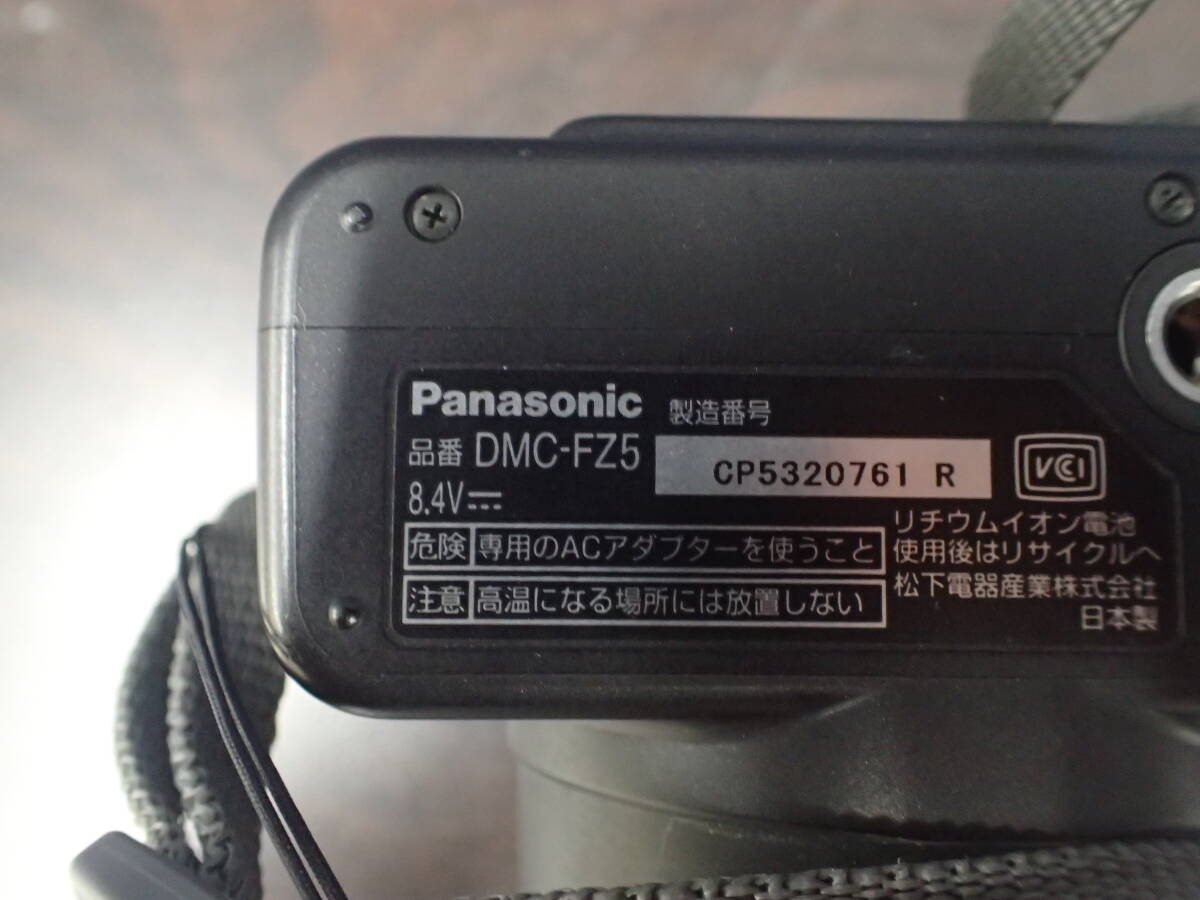 Panasonic 製造番号
品番 DMC-FZ5 CP5320761 R
VCCI
8.4V⎓
危険 専用のACアダプターを使うこと
注意 高温になる場所には放置しない
リチウムイオン電池
使用後はリサイクルへ
松下電器産業株式会社
日本製